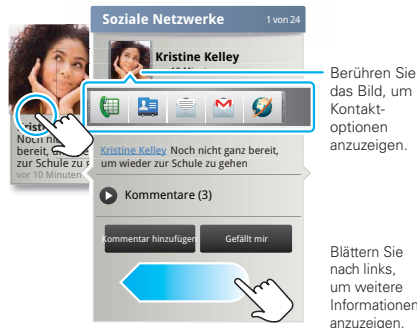 Soziale Netzwerke
1 von 24
Kristine Kelley
Kristine Kelley Noch nicht ganz bereit,
um wieder zur Schule zu gehen
Kommentare (3)
Kommentar hinzufügen
Gefällt mir
Noch
bereit,
zur Schule zu
vor 10 Minuten
Berühren Sie
das Bild, um
Kontakt-
optionen
anzuzeigen.
Blättern Sie
nach links,
um weitere
Informationen
anzuzeigen.